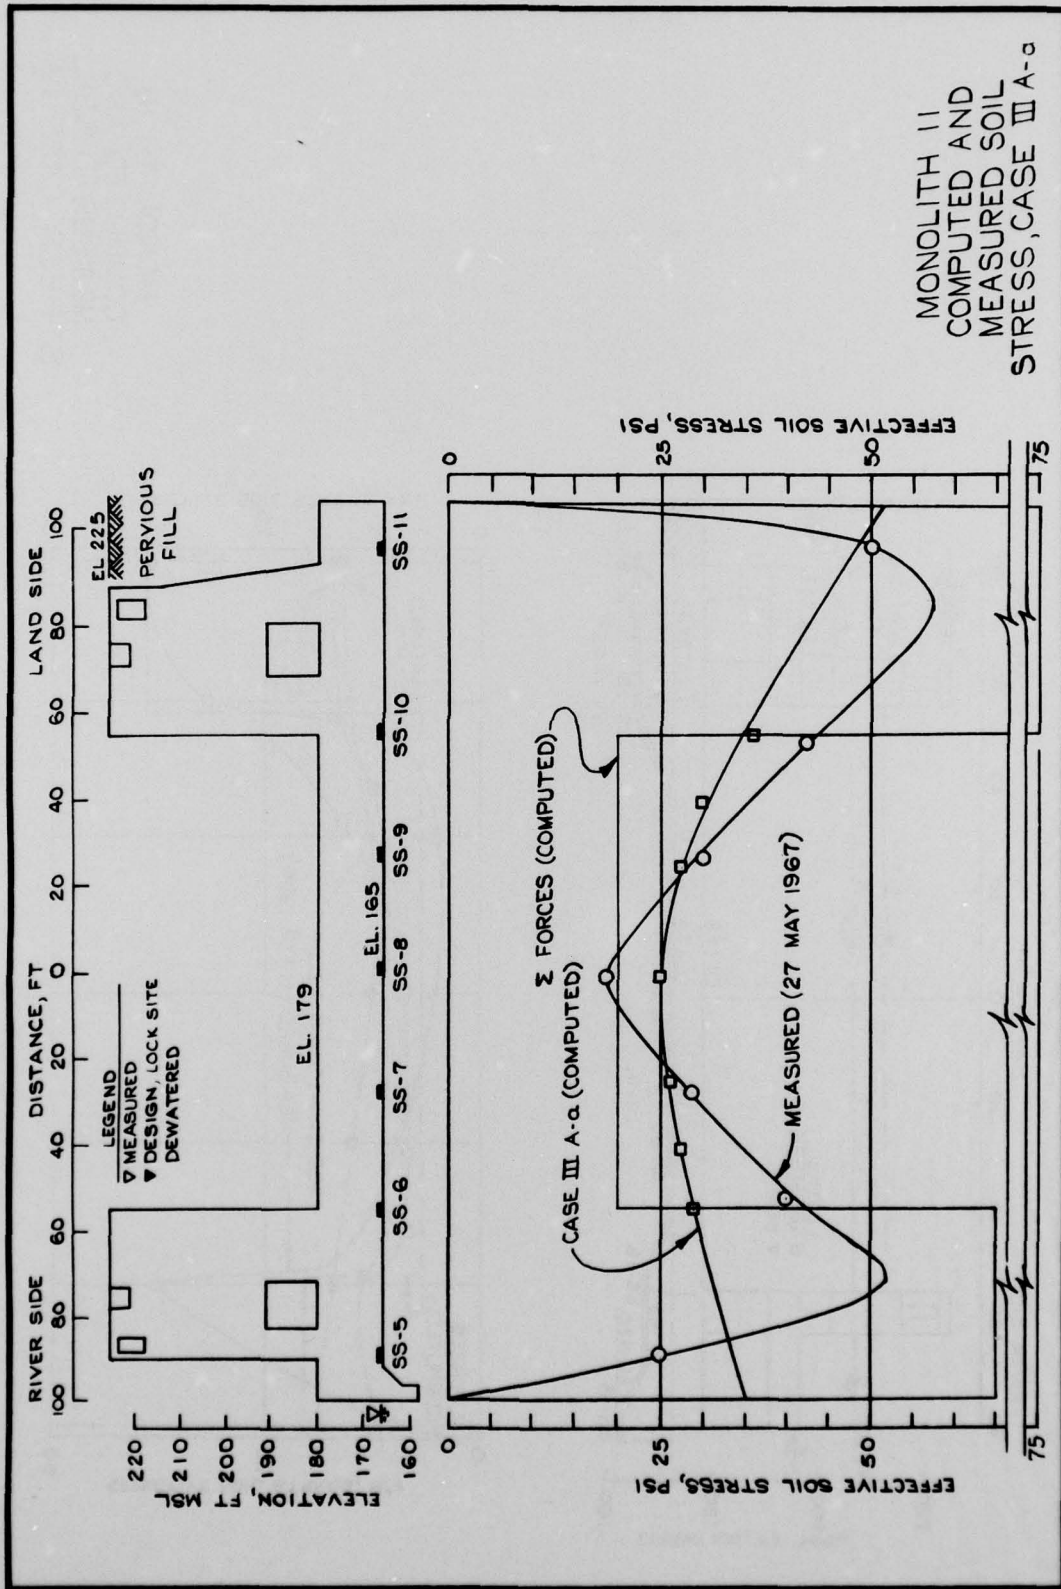 RIVER SIDE DISTANCE, FT LAND SIDE
100 80 60 40 20 0 20 40 60 80 100
LEGEND
▽ MEASURED
▼ DESIGN, LOCK SITE
DEWATERED
EL 225
PERVIOUS
FILL
ELEVATION, FT MSL
220
210
200
190
180
170
160
EL. 179
EL. 165
SS-5 SS-6 SS-7 SS-8 SS-9 SS-10 SS-11
EFFECTIVE SOIL STRESS, PSI
0
25
50
75
CASE III A-a (COMPUTED)
Σ FORCES (COMPUTED)
MEASURED (27 MAY 1967)
EFFECTIVE SOIL STRESS, PSI
0
25
50
75
MONOLITH 11
COMPUTED AND
MEASURED SOIL
STRESS, CASE III A-a